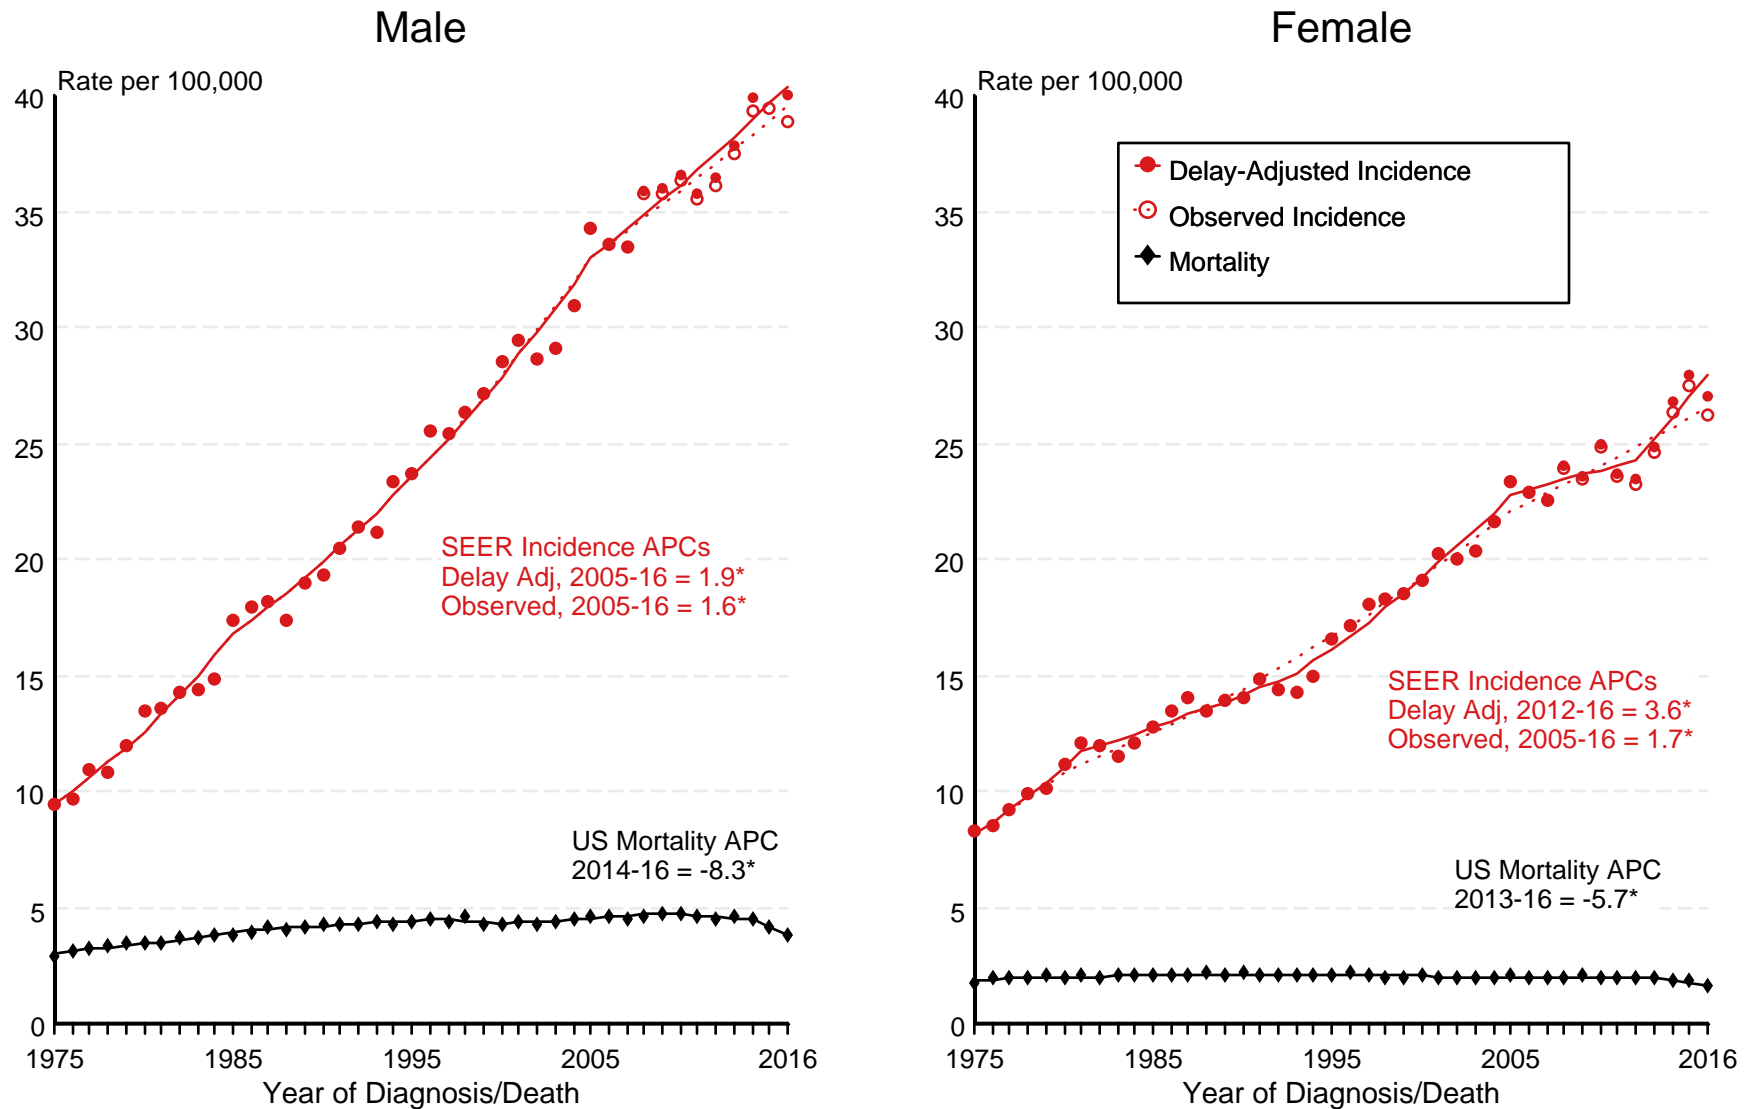 Male
Rate per 100,000
40
35
30
25
20
15
10
5
0
SEER Incidence APCs
Delay Adj, 2005-16 = 1.9*
Observed, 2005-16 = 1.6*
US Mortality APC
2014-16 = -8.3*
1975 1985 1995 2005 2016
Year of Diagnosis/Death
Female
Rate per 100,000
40
35
30
25
20
15
10
5
0
Delay-Adjusted Incidence
Observed Incidence
Mortality
SEER Incidence APCs
Delay Adj, 2012-16 = 3.6*
Observed, 2005-16 = 1.7*
US Mortality APC
2013-16 = -5.7*
1975 1985 1995 2005 2016
Year of Diagnosis/Death